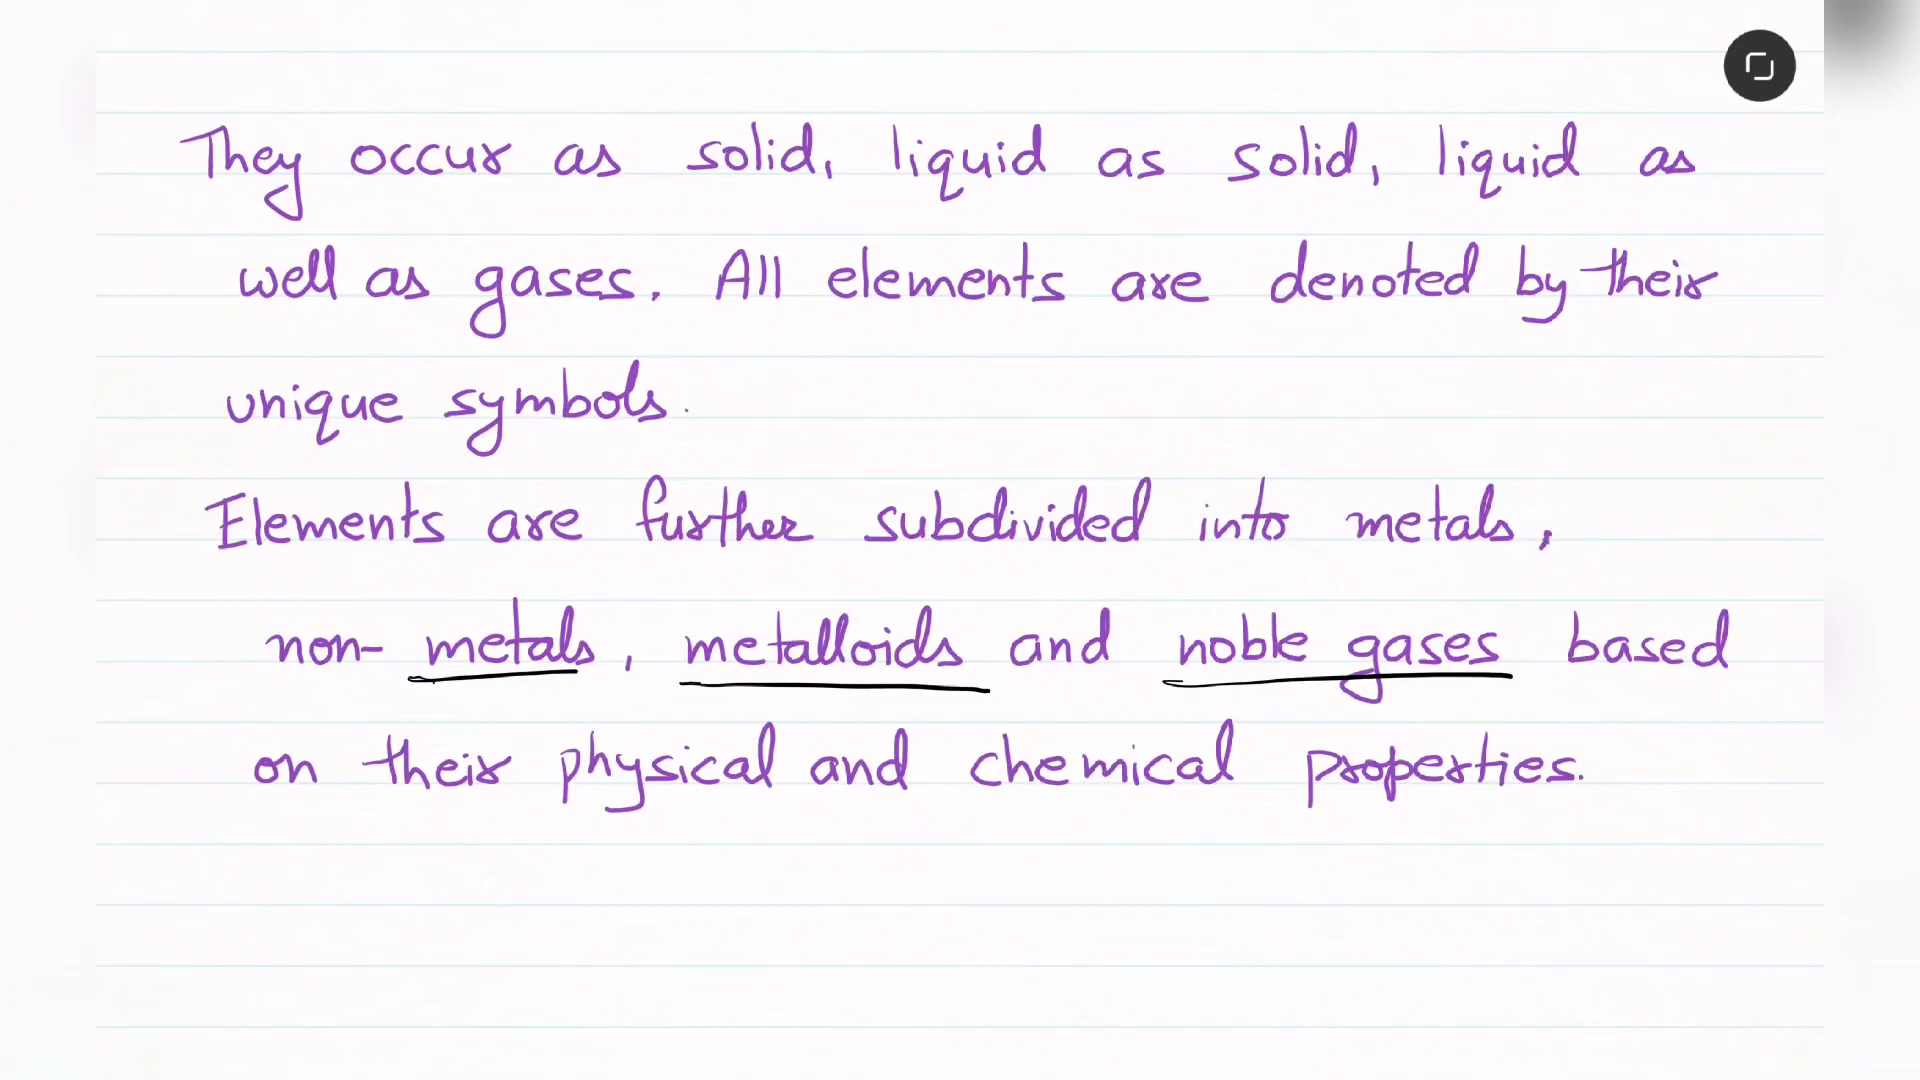 They occur as solid, liquid as solid, liquid as
well as gases. All elements are denoted by their
unique symbols.
Elements are further subdivided into metals,
non- metals, metalloids and noble gases based
on their physical and chemical properties.